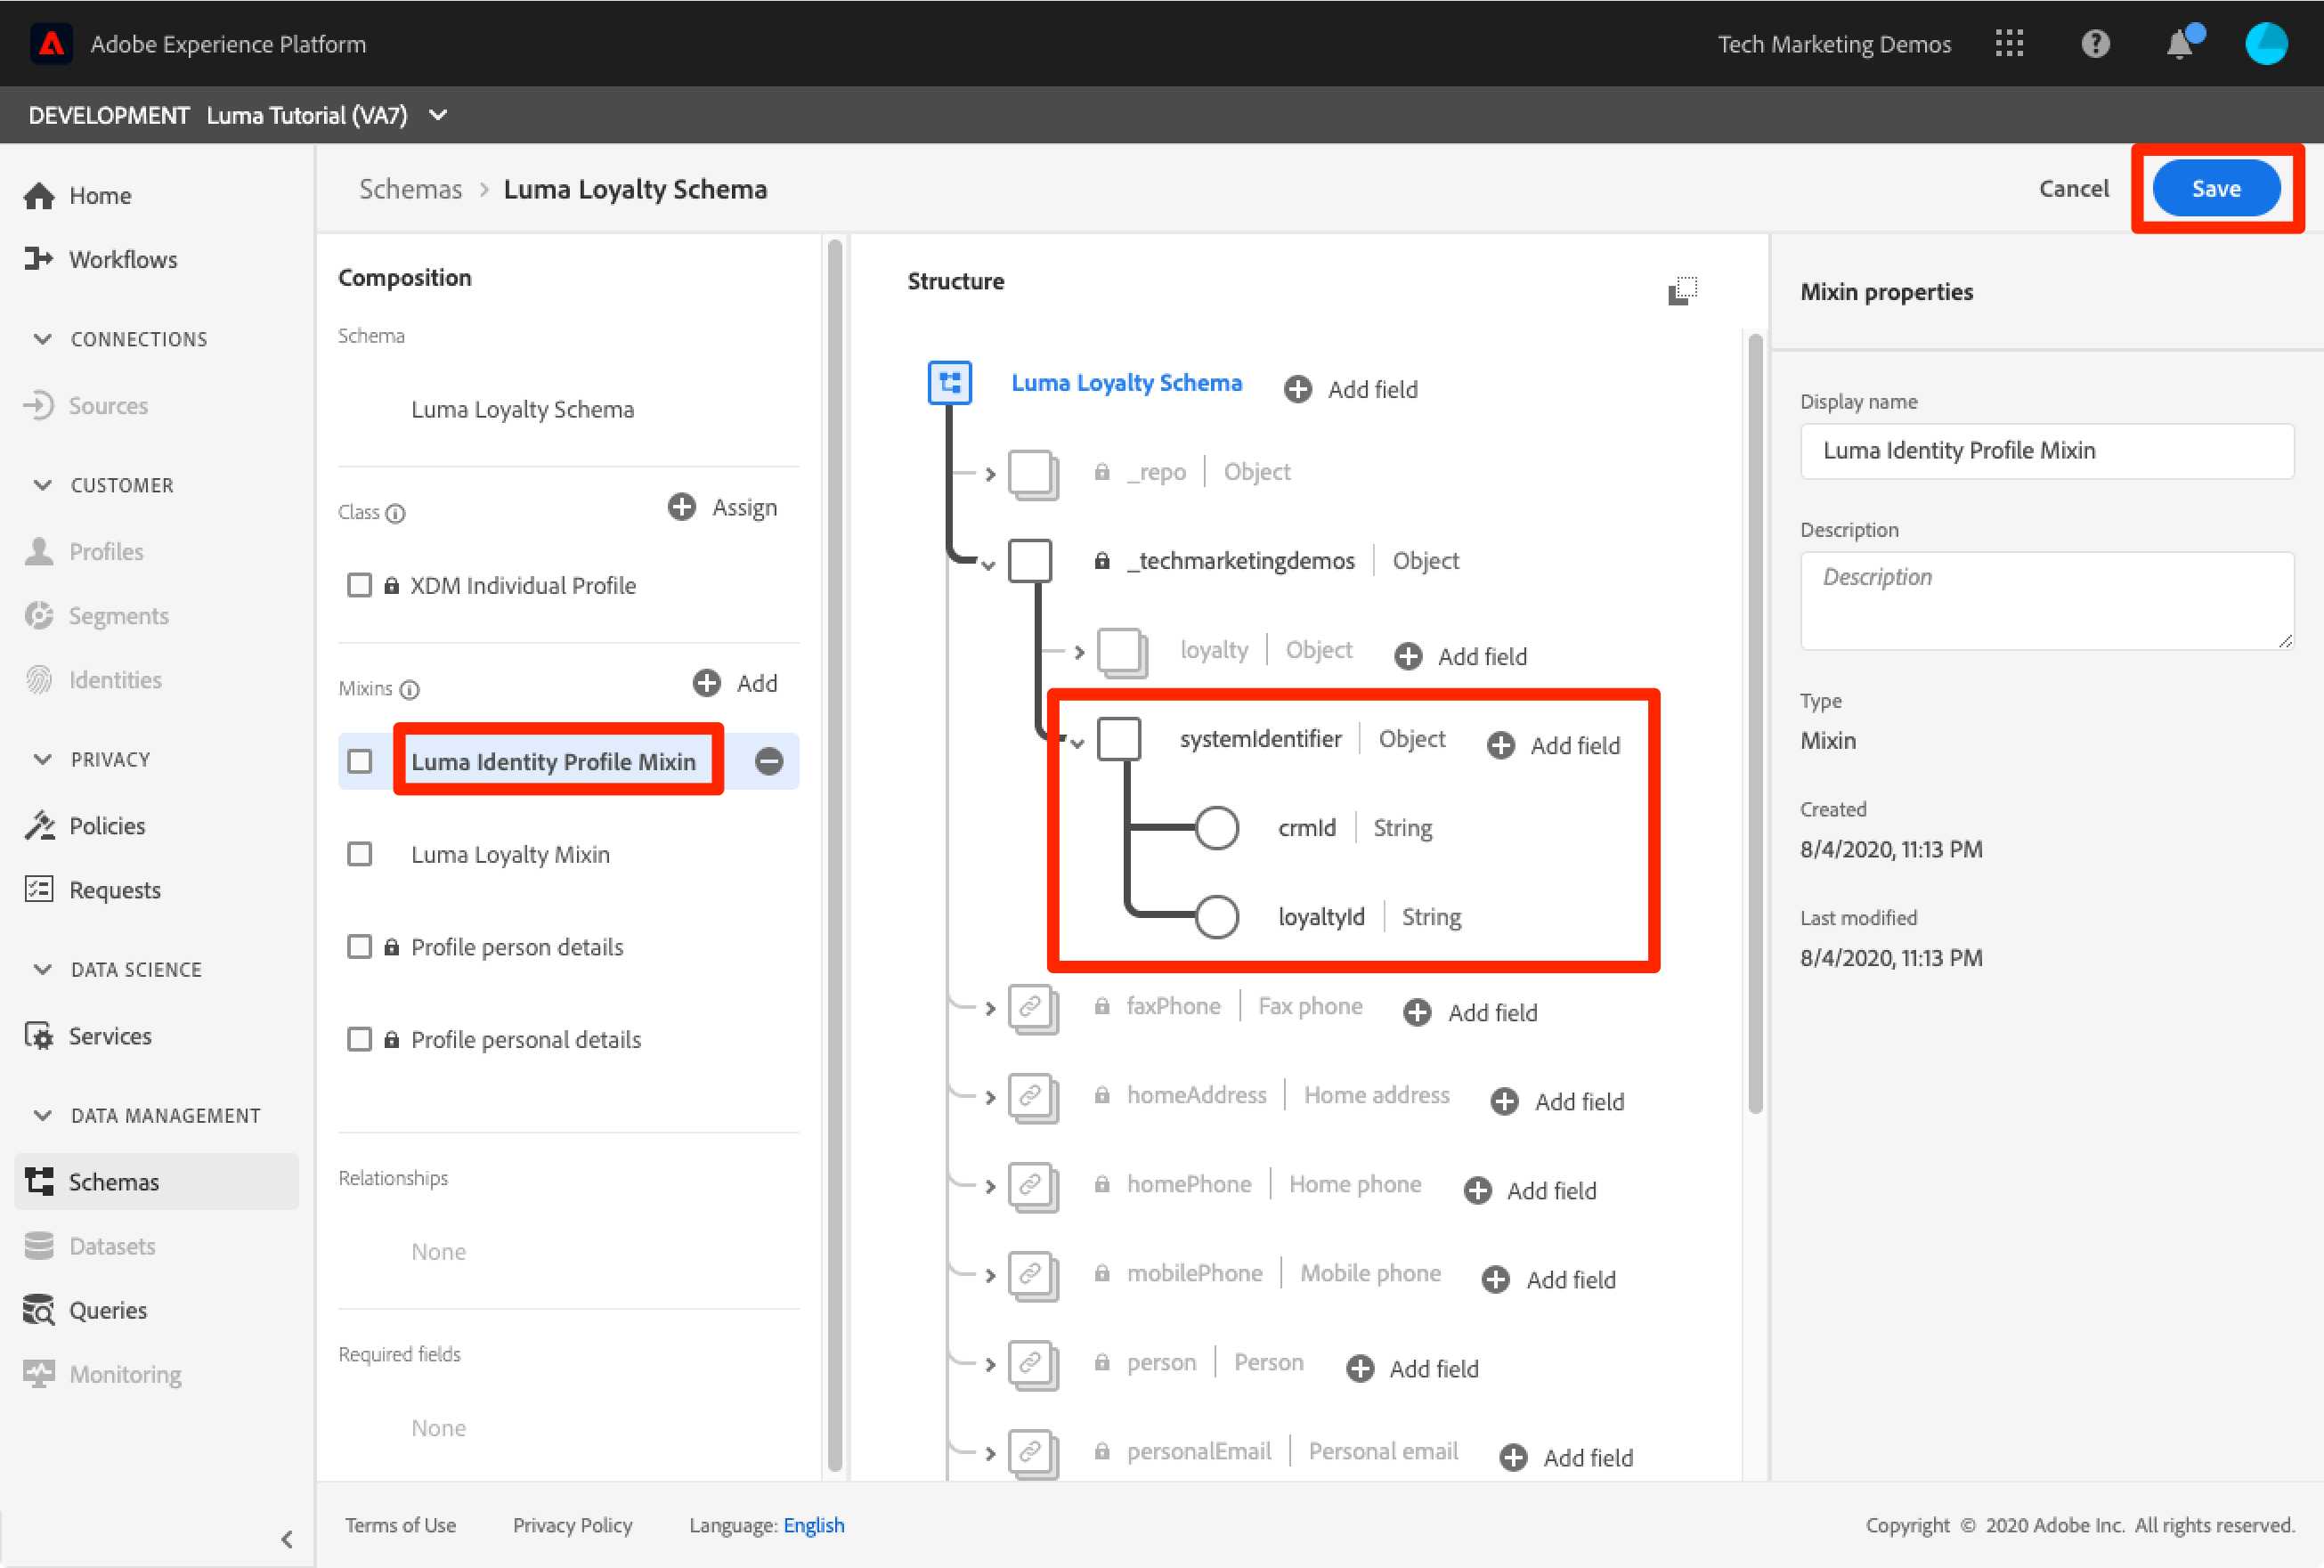 Adobe Experience Platform
Tech Marketing Demos
DEVELOPMENT Luma Tutorial (VA7)
Home
Workflows
CONNECTIONS
Sources
CUSTOMER
Profiles
Segments
Identities
PRIVACY
Policies
Requests
DATA SCIENCE
Services
DATA MANAGEMENT
Schemas
Datasets
Queries
Monitoring
Schemas > Luma Loyalty Schema
Cancel
Save
Composition
Schema
Luma Loyalty Schema
Class
Assign
XDM Individual Profile
Mixins
Add
Luma Identity Profile Mixin
Luma Loyalty Mixin
Profile person details
Profile personal details
Relationships
None
Required fields
None
Structure
Luma Loyalty Schema Add field
_repo Object
_techmarketingdemos Object
loyalty Object Add field
systemIdentifier Object Add field
crmId String
loyaltyId String
faxPhone Fax phone Add field
homeAddress Home address Add field
homePhone Home phone Add field
mobilePhone Mobile phone Add field
person Person Add field
personalEmail Personal email Add field
Mixin properties
Display name
Luma Identity Profile Mixin
Description
Description
Type
Mixin
Created
8/4/2020, 11:13 PM
Last modified
8/4/2020, 11:13 PM
Terms of Use Privacy Policy Language: English
Copyright © 2020 Adobe Inc. All rights reserved.